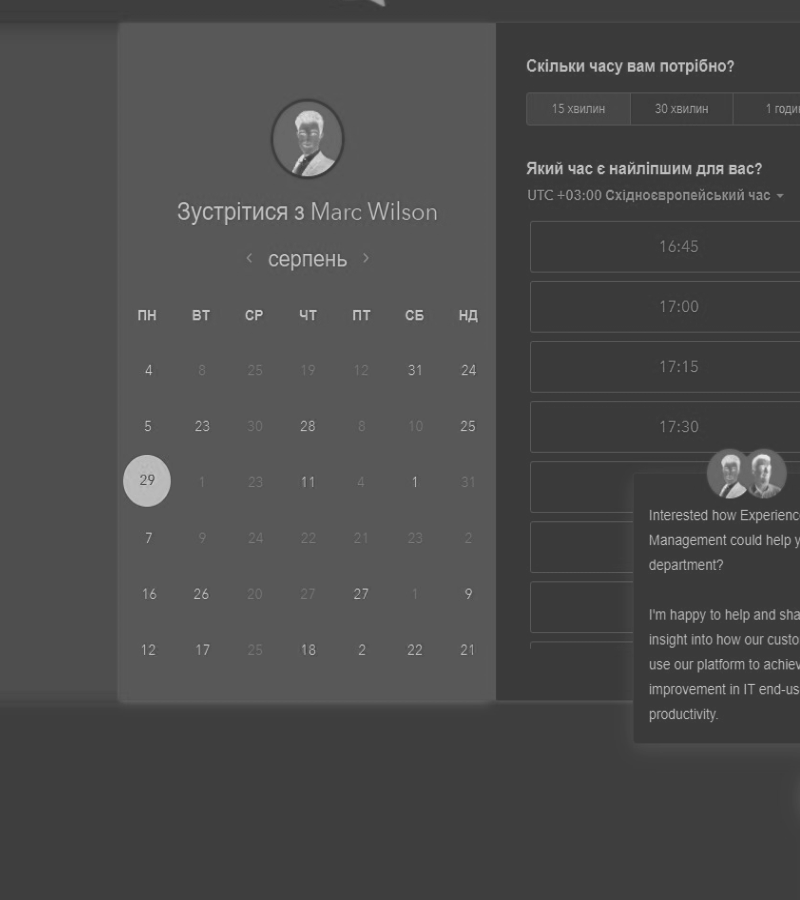 Зустрітися з Marc Wilson
серпень
ПН ВТ СР ЧТ ПТ СБ НД
4 8 25 19 12 31 24
5 23 30 28 8 10 25
29 1 23 11 4 1 31
7 9 24 22 21 23 2
16 26 20 27 27 1 9
12 17 25 18 2 22 21
Скільки часу вам потрібно?
15 хвилин 30 хвилин 1 годи
Який час є найліпшим для вас?
UTC +03:00 Східноєвропейський час
16:45
17:00
17:15
17:30
Interested how Experienc
Management could help y
department?
I'm happy to help and sha
insight into how our custo
use our platform to achiev
improvement in IT end-us
productivity.